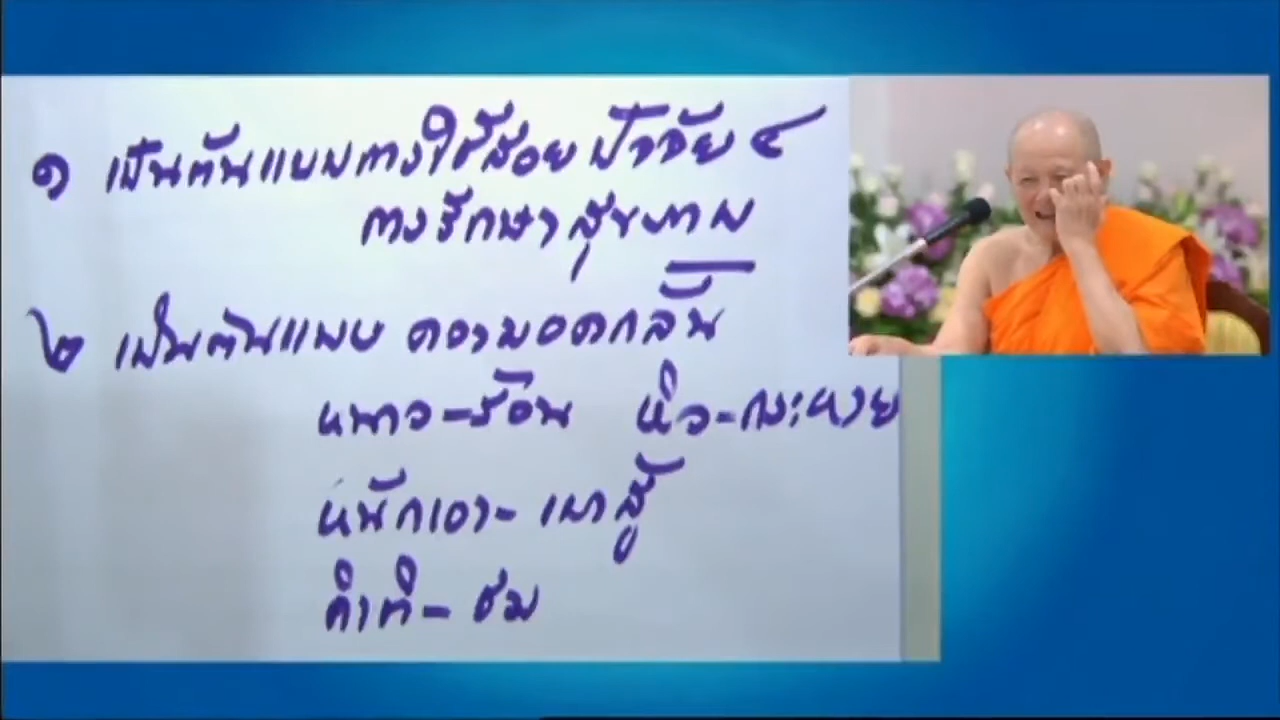 ๑ เป็นต้นแบบการใช้สอย ปัจจัย ๔
การรักษาสุขภาพ
๒ เป็นต้นแบบ ความอดกลั้น
หนาว-ร้อน หิว-กระหาย
หนักเอา-เบาสู้
คำติ-ชม